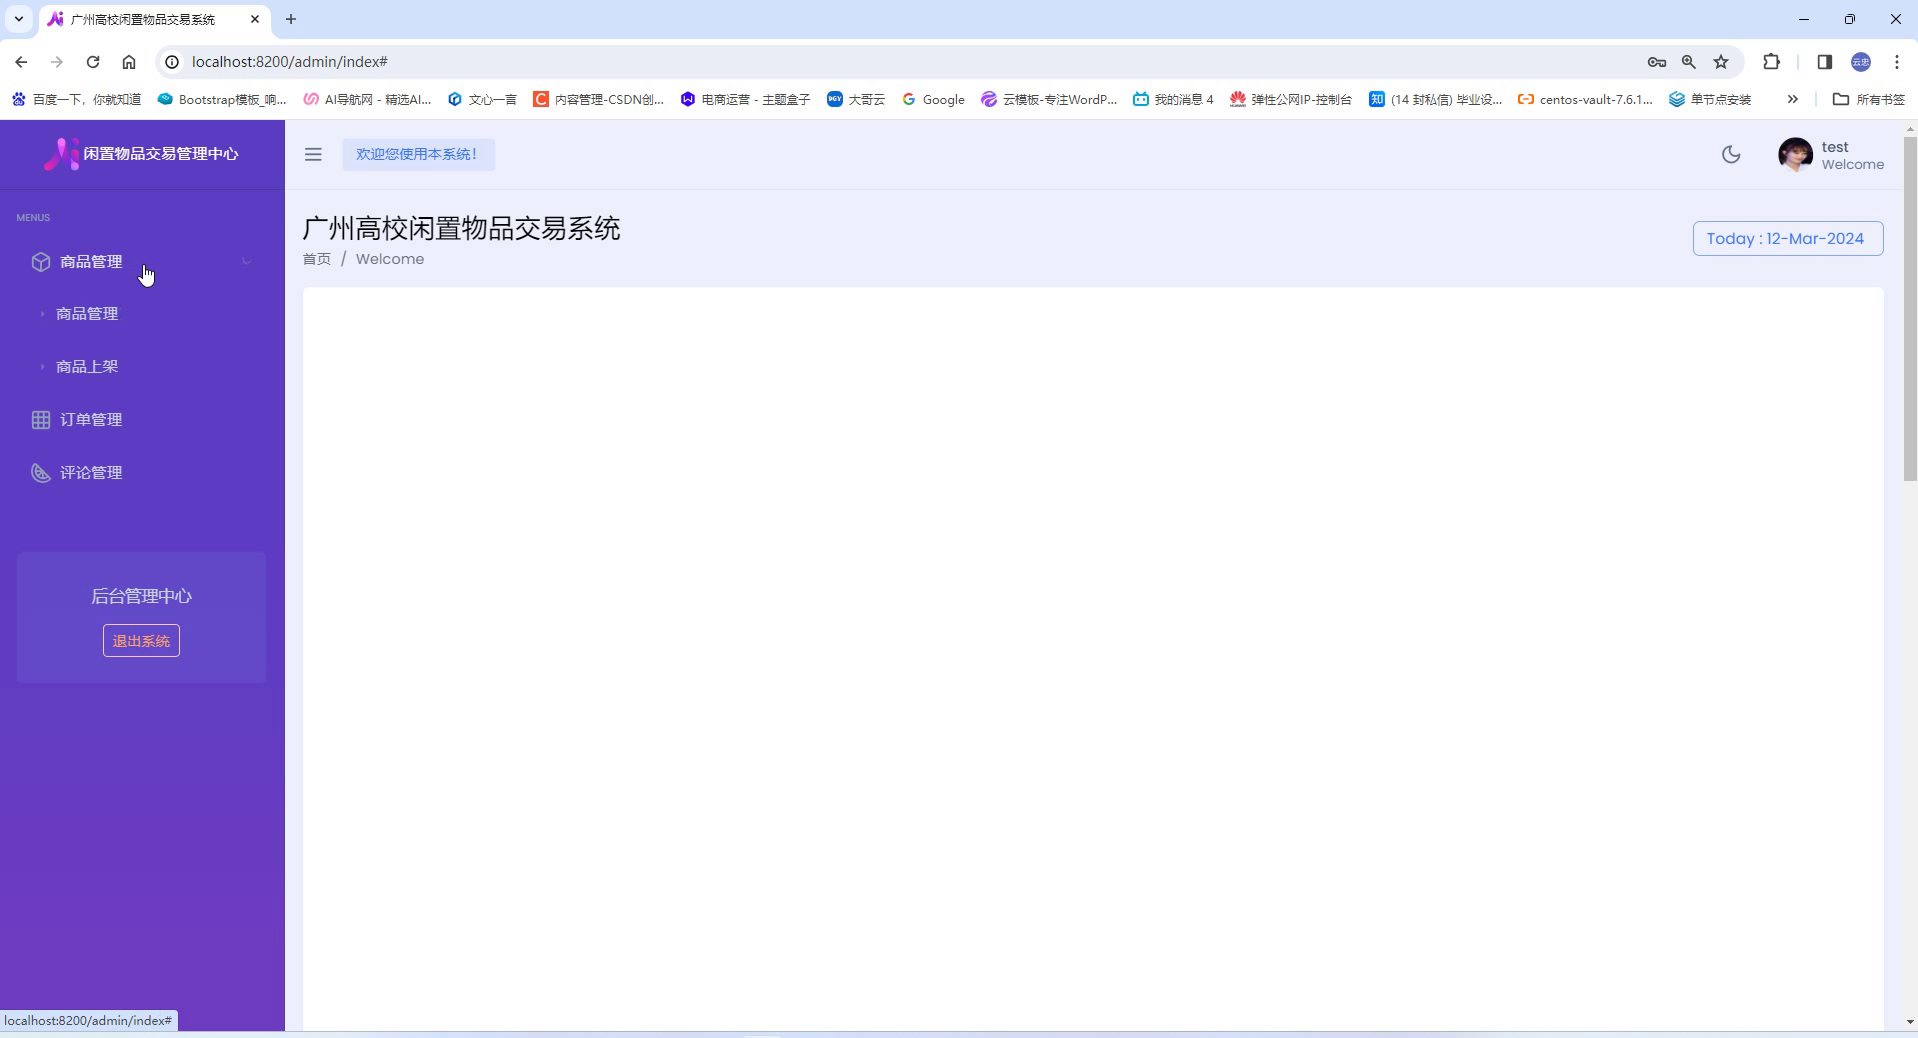 广州高校闲置物品交易系统
localhost:8200/admin/index#
云忠
百度一下，你就知道
Bootstrap模板_响...
AI导航网 - 精选AI...
文心一言
内容管理-CSDN创...
电商运营 - 主题盒子
大哥云
Google
云模板-专注WordP...
我的消息 4
弹性公网IP-控制台
(14 封私信) 毕业设...
centos-vault-7.6.1...
单节点安装
所有书签
闲置物品交易管理中心
欢迎您使用本系统！
test
Welcome
MENUS
商品管理
商品管理
商品上架
订单管理
评论管理
后台管理中心
退出系统
广州高校闲置物品交易系统
首页 / Welcome
Today : 12-Mar-2024
localhost:8200/admin/index#